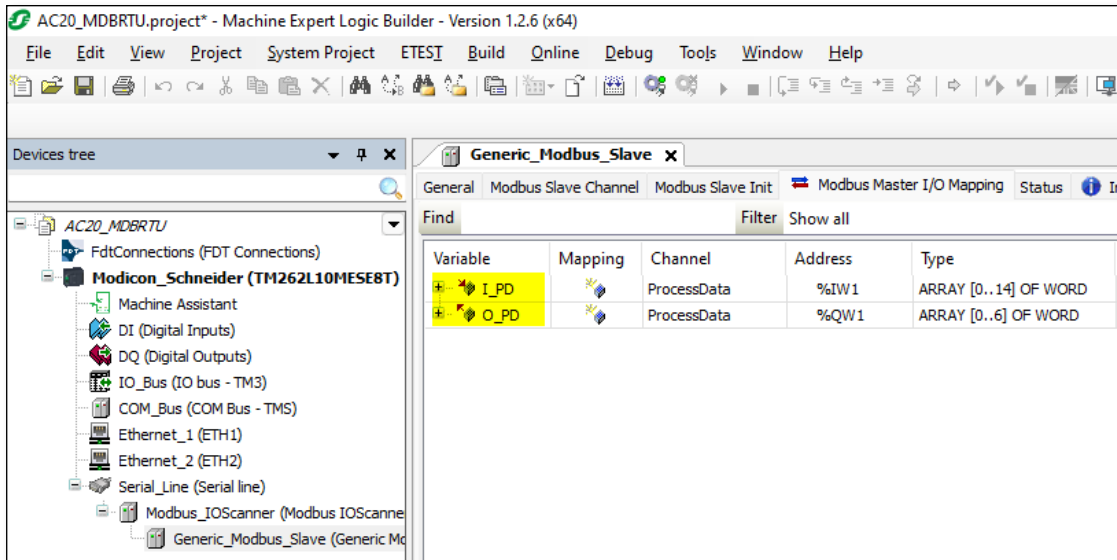 AC20_MDBRTU.project* - Machine Expert Logic Builder - Version 1.2.6 (x64)
File Edit View Project System Project ETEST Build Online Debug Tools Window Help
Devices tree
AC20_MDBRTU
FdtConnections (FDT Connections)
Modicon_Schneider (TM262L10MESE8T)
Machine Assistant
DI (Digital Inputs)
DQ (Digital Outputs)
IO_Bus (IO bus - TM3)
COM_Bus (COM Bus - TMS)
Ethernet_1 (ETH1)
Ethernet_2 (ETH2)
Serial_Line (Serial line)
Modbus_IOScanner (Modbus IOScanne
Generic_Modbus_Slave (Generic Mo
Generic_Modbus_Slave
General Modbus Slave Channel Modbus Slave Init Modbus Master I/O Mapping Status
Find Filter Show all
Variable Mapping Channel Address Type
I_PD ProcessData %IW1 ARRAY [0..14] OF WORD
O_PD ProcessData %QW1 ARRAY [0..6] OF WORD